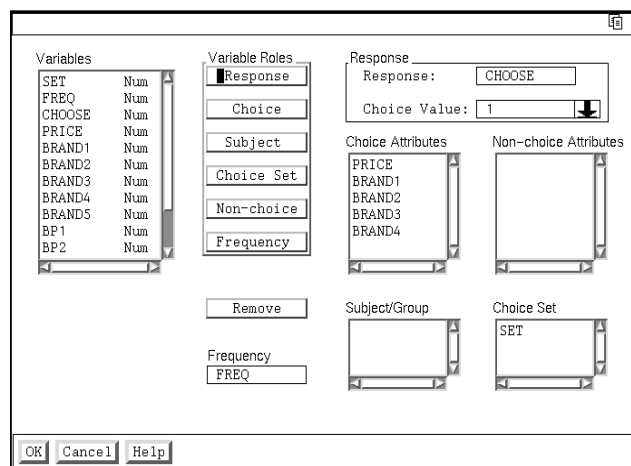 Variables
SET Num
FREQ Num
CHOOSE Num
PRICE Num
BRAND1 Num
BRAND2 Num
BRAND3 Num
BRAND4 Num
BRAND5 Num
BP1 Num
BP2 Num
Variable Roles
Response
Choice
Subject
Choice Set
Non-choice
Frequency
Remove
Frequency
FREQ
Response
Response: CHOOSE
Choice Value: 1
Choice Attributes
PRICE
BRAND1
BRAND2
BRAND3
BRAND4
Non-choice Attributes
Subject/Group
Choice Set
SET
OK Cancel Help